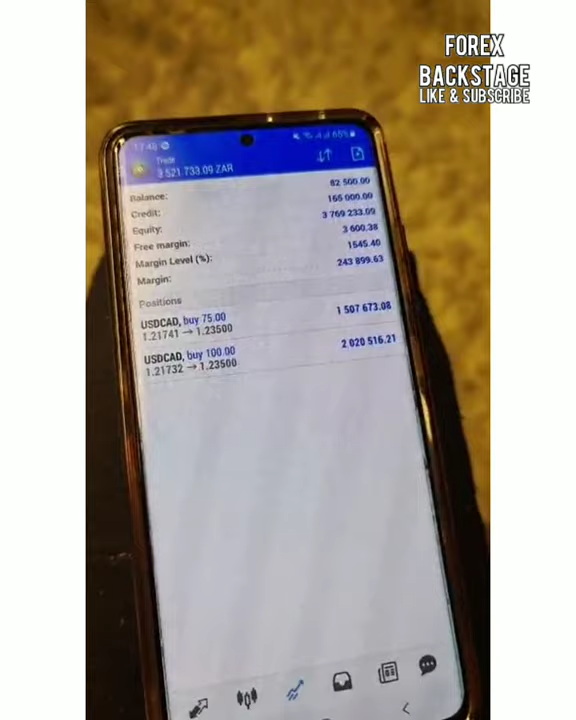 FOREX
BACKSTAGE
LIKE & SUBSCRIBE
65%
Trade
3 521 733.09 ZAR
Balance: 82 500.00
Credit: 165 000.00
Equity: 3 769 233.09
Free margin: 3 600.38
Margin Level (%): 1545.40
Margin: 243 899.63
Positions
USDCAD, buy 75.00
1.21741 → 1.23500 1 507 673.08
USDCAD, buy 100.00
1.21732 → 1.23500 2 020 516.21